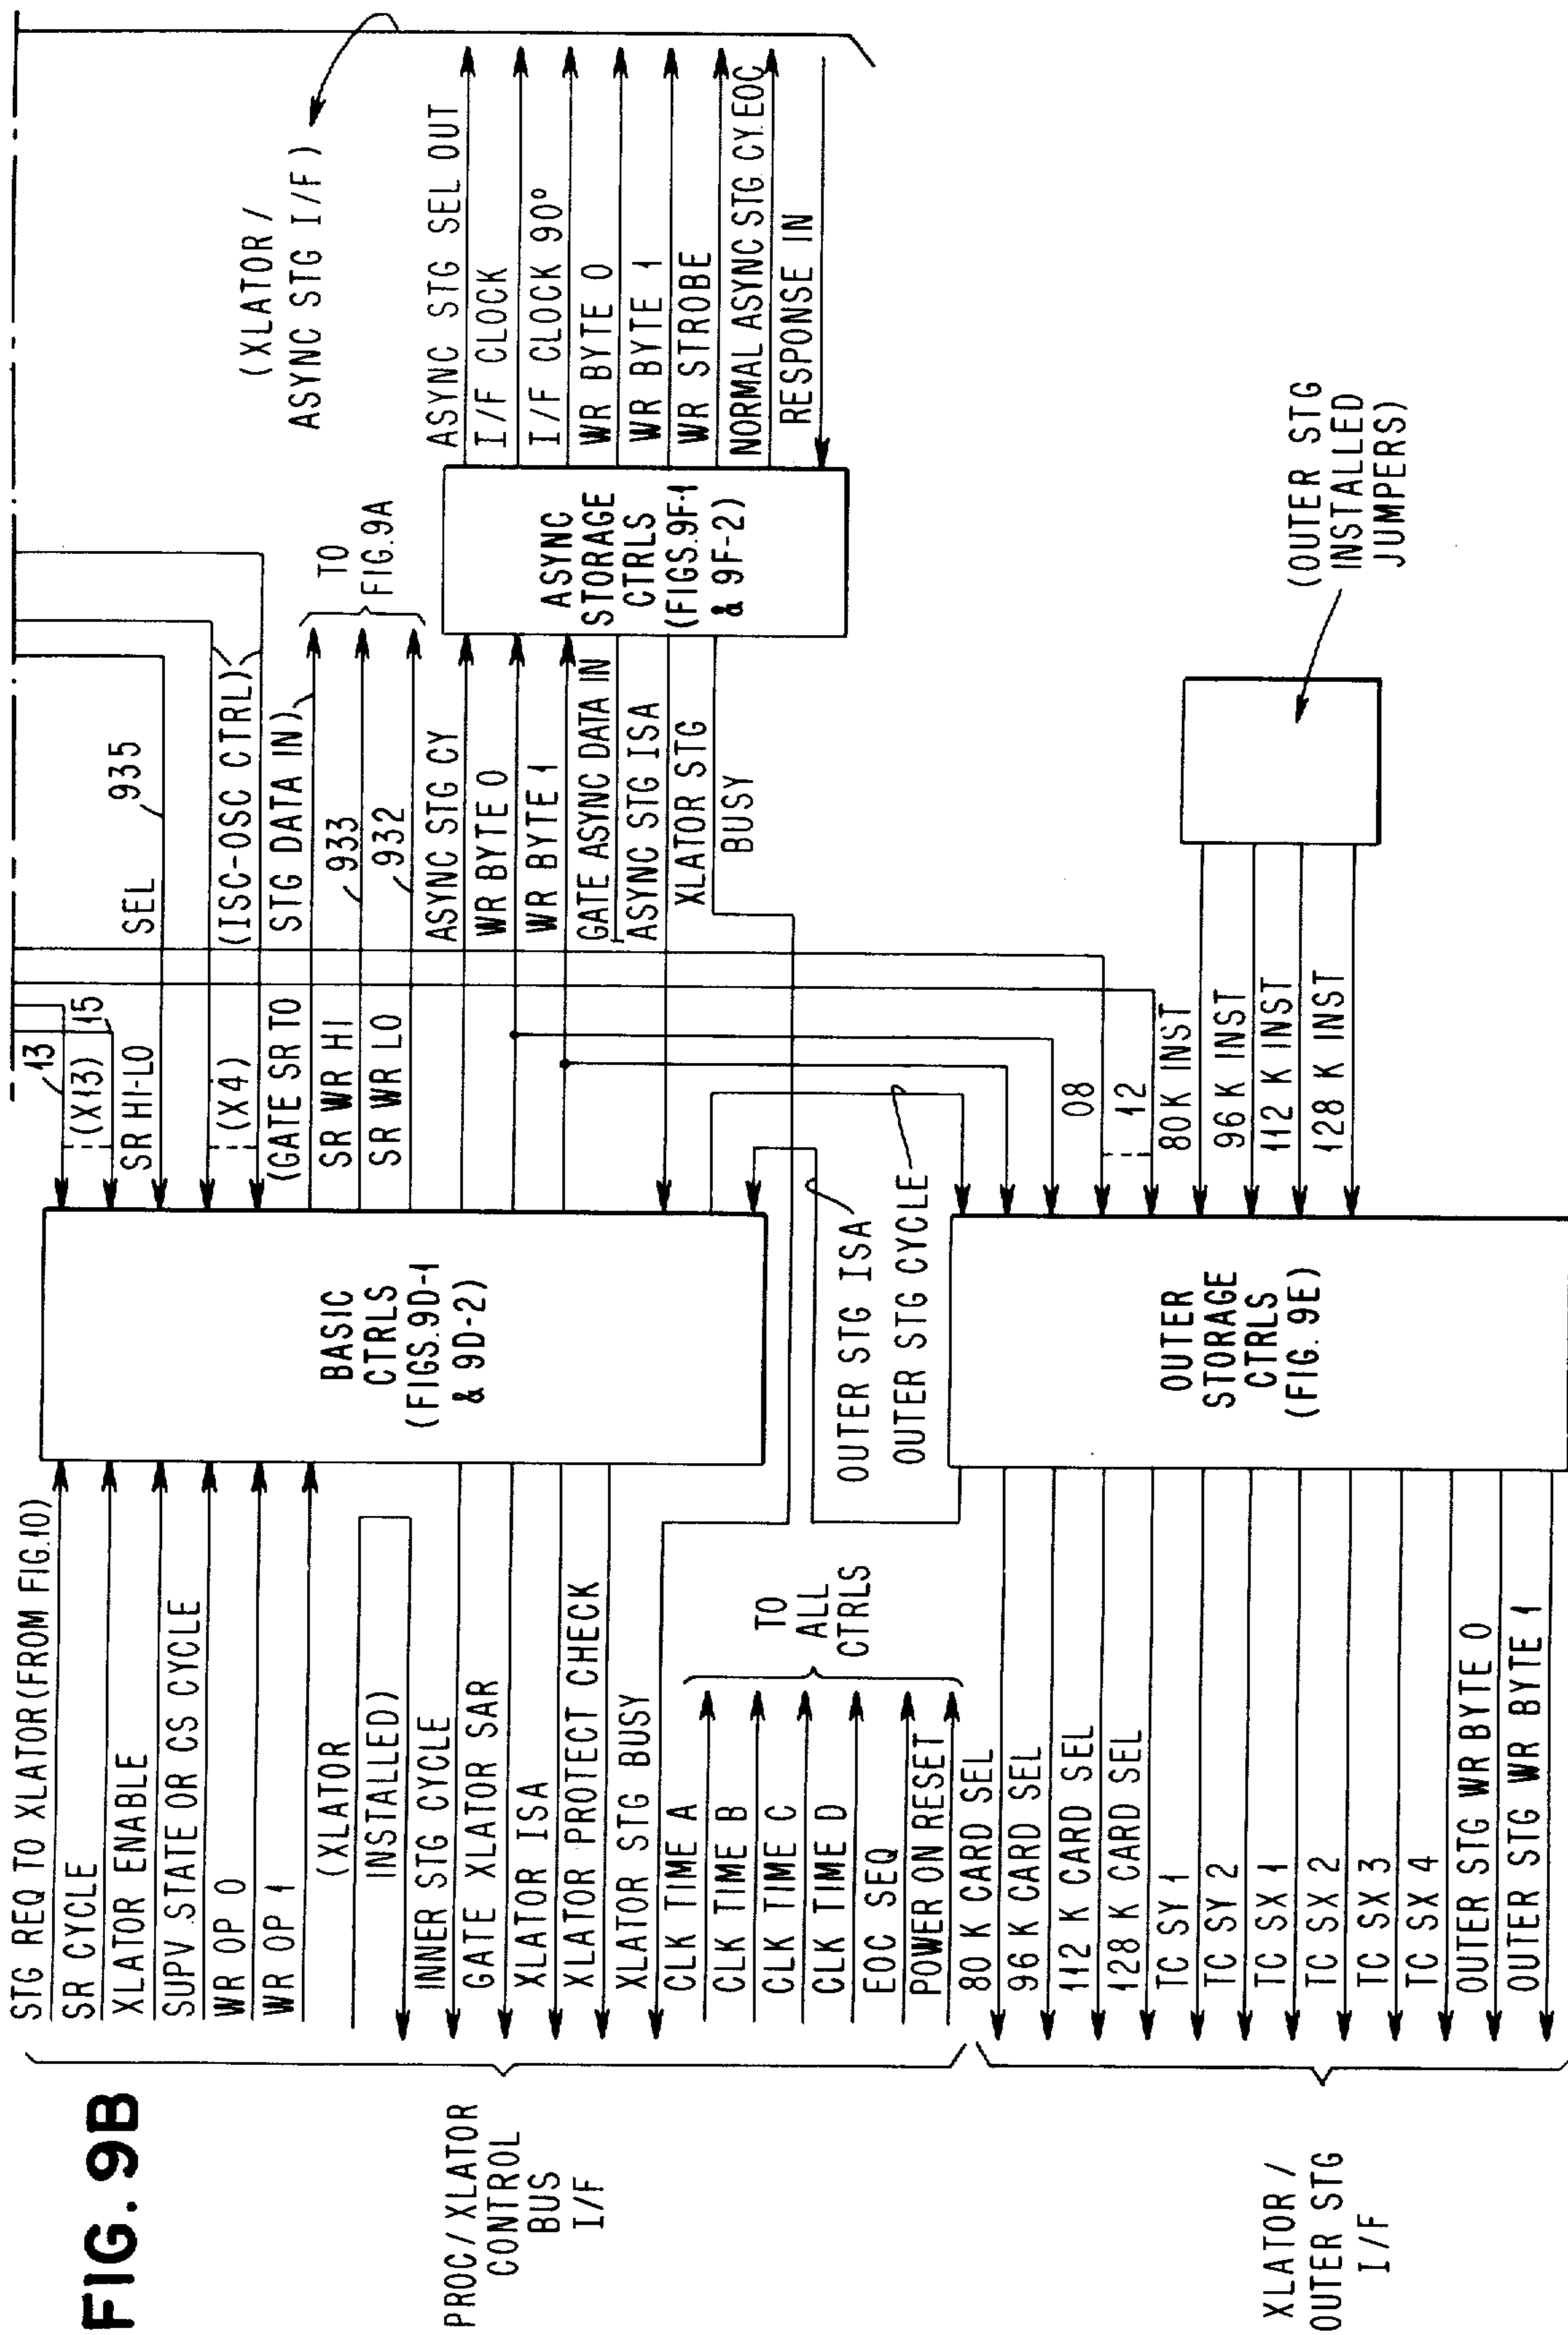 FIG. 9B
PROC/XLATOR
CONTROL
BUS
I/F
XLATOR/
OUTER STG
I/F
STG REQ TO XLATOR (FROM FIG.10)
SR CYCLE
XLATOR ENABLE
SUPV STATE OR CS CYCLE
WR OP 0
WR OP 1
(XLATOR
INSTALLED)
INNER STG CYCLE
GATE XLATOR SAR
XLATOR ISA
XLATOR PROTECT CHECK
XLATOR STG BUSY
CLK TIME A
CLK TIME B
CLK TIME C
CLK TIME D
EOC SEQ
POWER ON RESET
TO
ALL
CTRLS
80 K CARD SEL
96 K CARD SEL
112 K CARD SEL
128 K CARD SEL
TC SY 1
TC SY 2
TC SX 1
TC SX 2
TC SX 3
TC SX 4
OUTER STG WR BYTE 0
OUTER STG WR BYTE 1
BASIC
CTRLS
(FIGS.9D-1
& 9D-2)
OUTER STG ISA
OUTER STG CYCLE
OUTER
STORAGE
CTRLS
(FIG. 9E)
13
(X13)
15
SR HI-LO SEL
935
(X4)
(ISC-OSC CTRL)
(GATE SR TO STG DATA IN)
SR WR HI
933
SR WR LO
932
TO
FIG.9A
ASYNC STG CY
WR BYTE 0
WR BYTE 1
GATE ASYNC DATA IN
ASYNC STG ISA
XLATOR STG
BUSY
08
12
80K INST
96 K INST
112 K INST
128 K INST
ASYNC
STORAGE
CTRLS
(FIGS.9F-1
& 9F-2)
(OUTER STG
INSTALLED
JUMPERS)
(XLATOR/
ASYNC STG I/F)
ASYNC STG SEL OUT
I/F CLOCK
I/F CLOCK 90°
WR BYTE 0
WR BYTE 1
WR STROBE
NORMAL ASYNC STG CY.EOC
RESPONSE IN